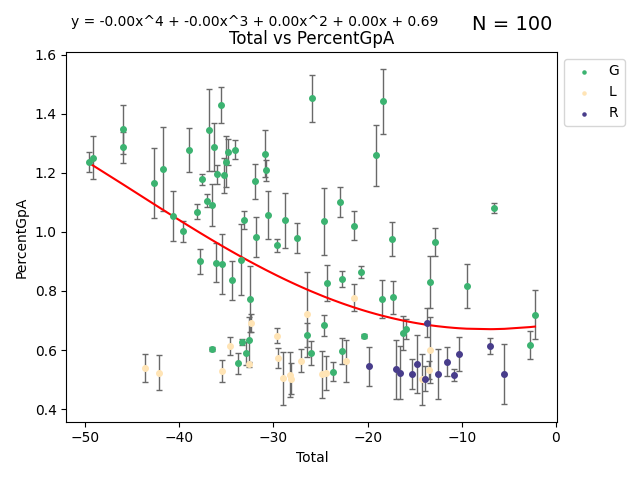 y = -0.00x^4 + -0.00x^3 + 0.00x^2 + 0.00x + 0.69
N = 100
Total vs PercentGpA
G
L
R
PercentGpA
1.6
1.4
1.2
1.0
0.8
0.6
0.4
−50 −40 −30 −20 −10 0
Total